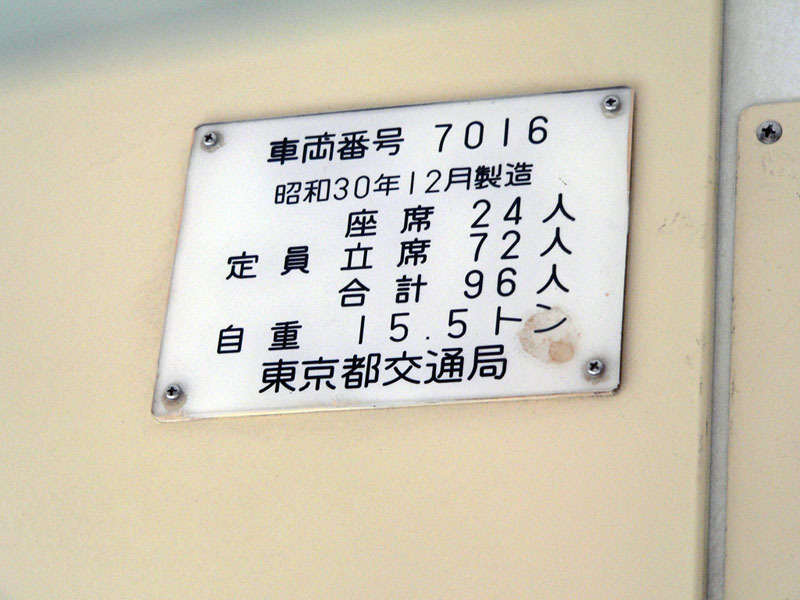 車両番号 7016
昭和30年12月製造
座席 24人
定員 立席 72人
合計 96人
自重 15.5トン
東京都交通局